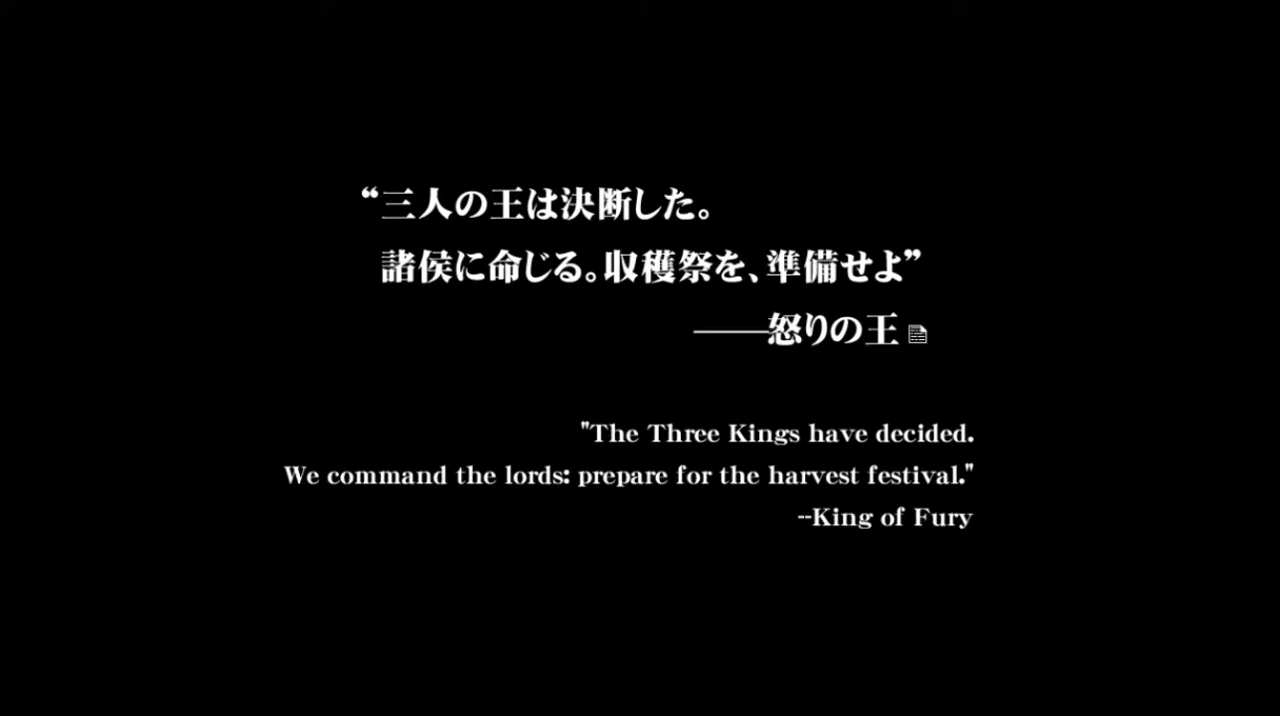 “三人の王は決断した。
諸侯に命じる。収穫祭を、準備せよ”
——怒りの王
"The Three Kings have decided.
We command the lords: prepare for the harvest festival."
--King of Fury